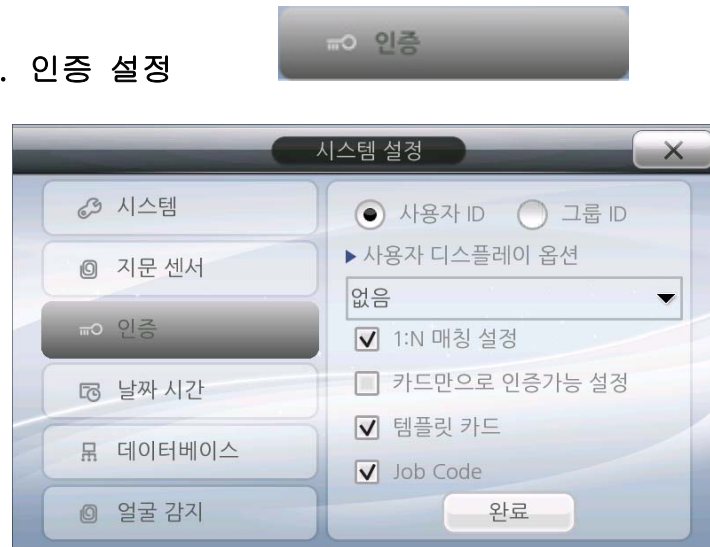 인증
. 인증 설정
시스템 설정
시스템
지문 센서
인증
날짜 시간
데이터베이스
얼굴 감지
사용자 ID 그룹 ID
사용자 디스플레이 옵션
없음
1:N 매칭 설정
카드만으로 인증가능 설정
템플릿 카드
Job Code
완료